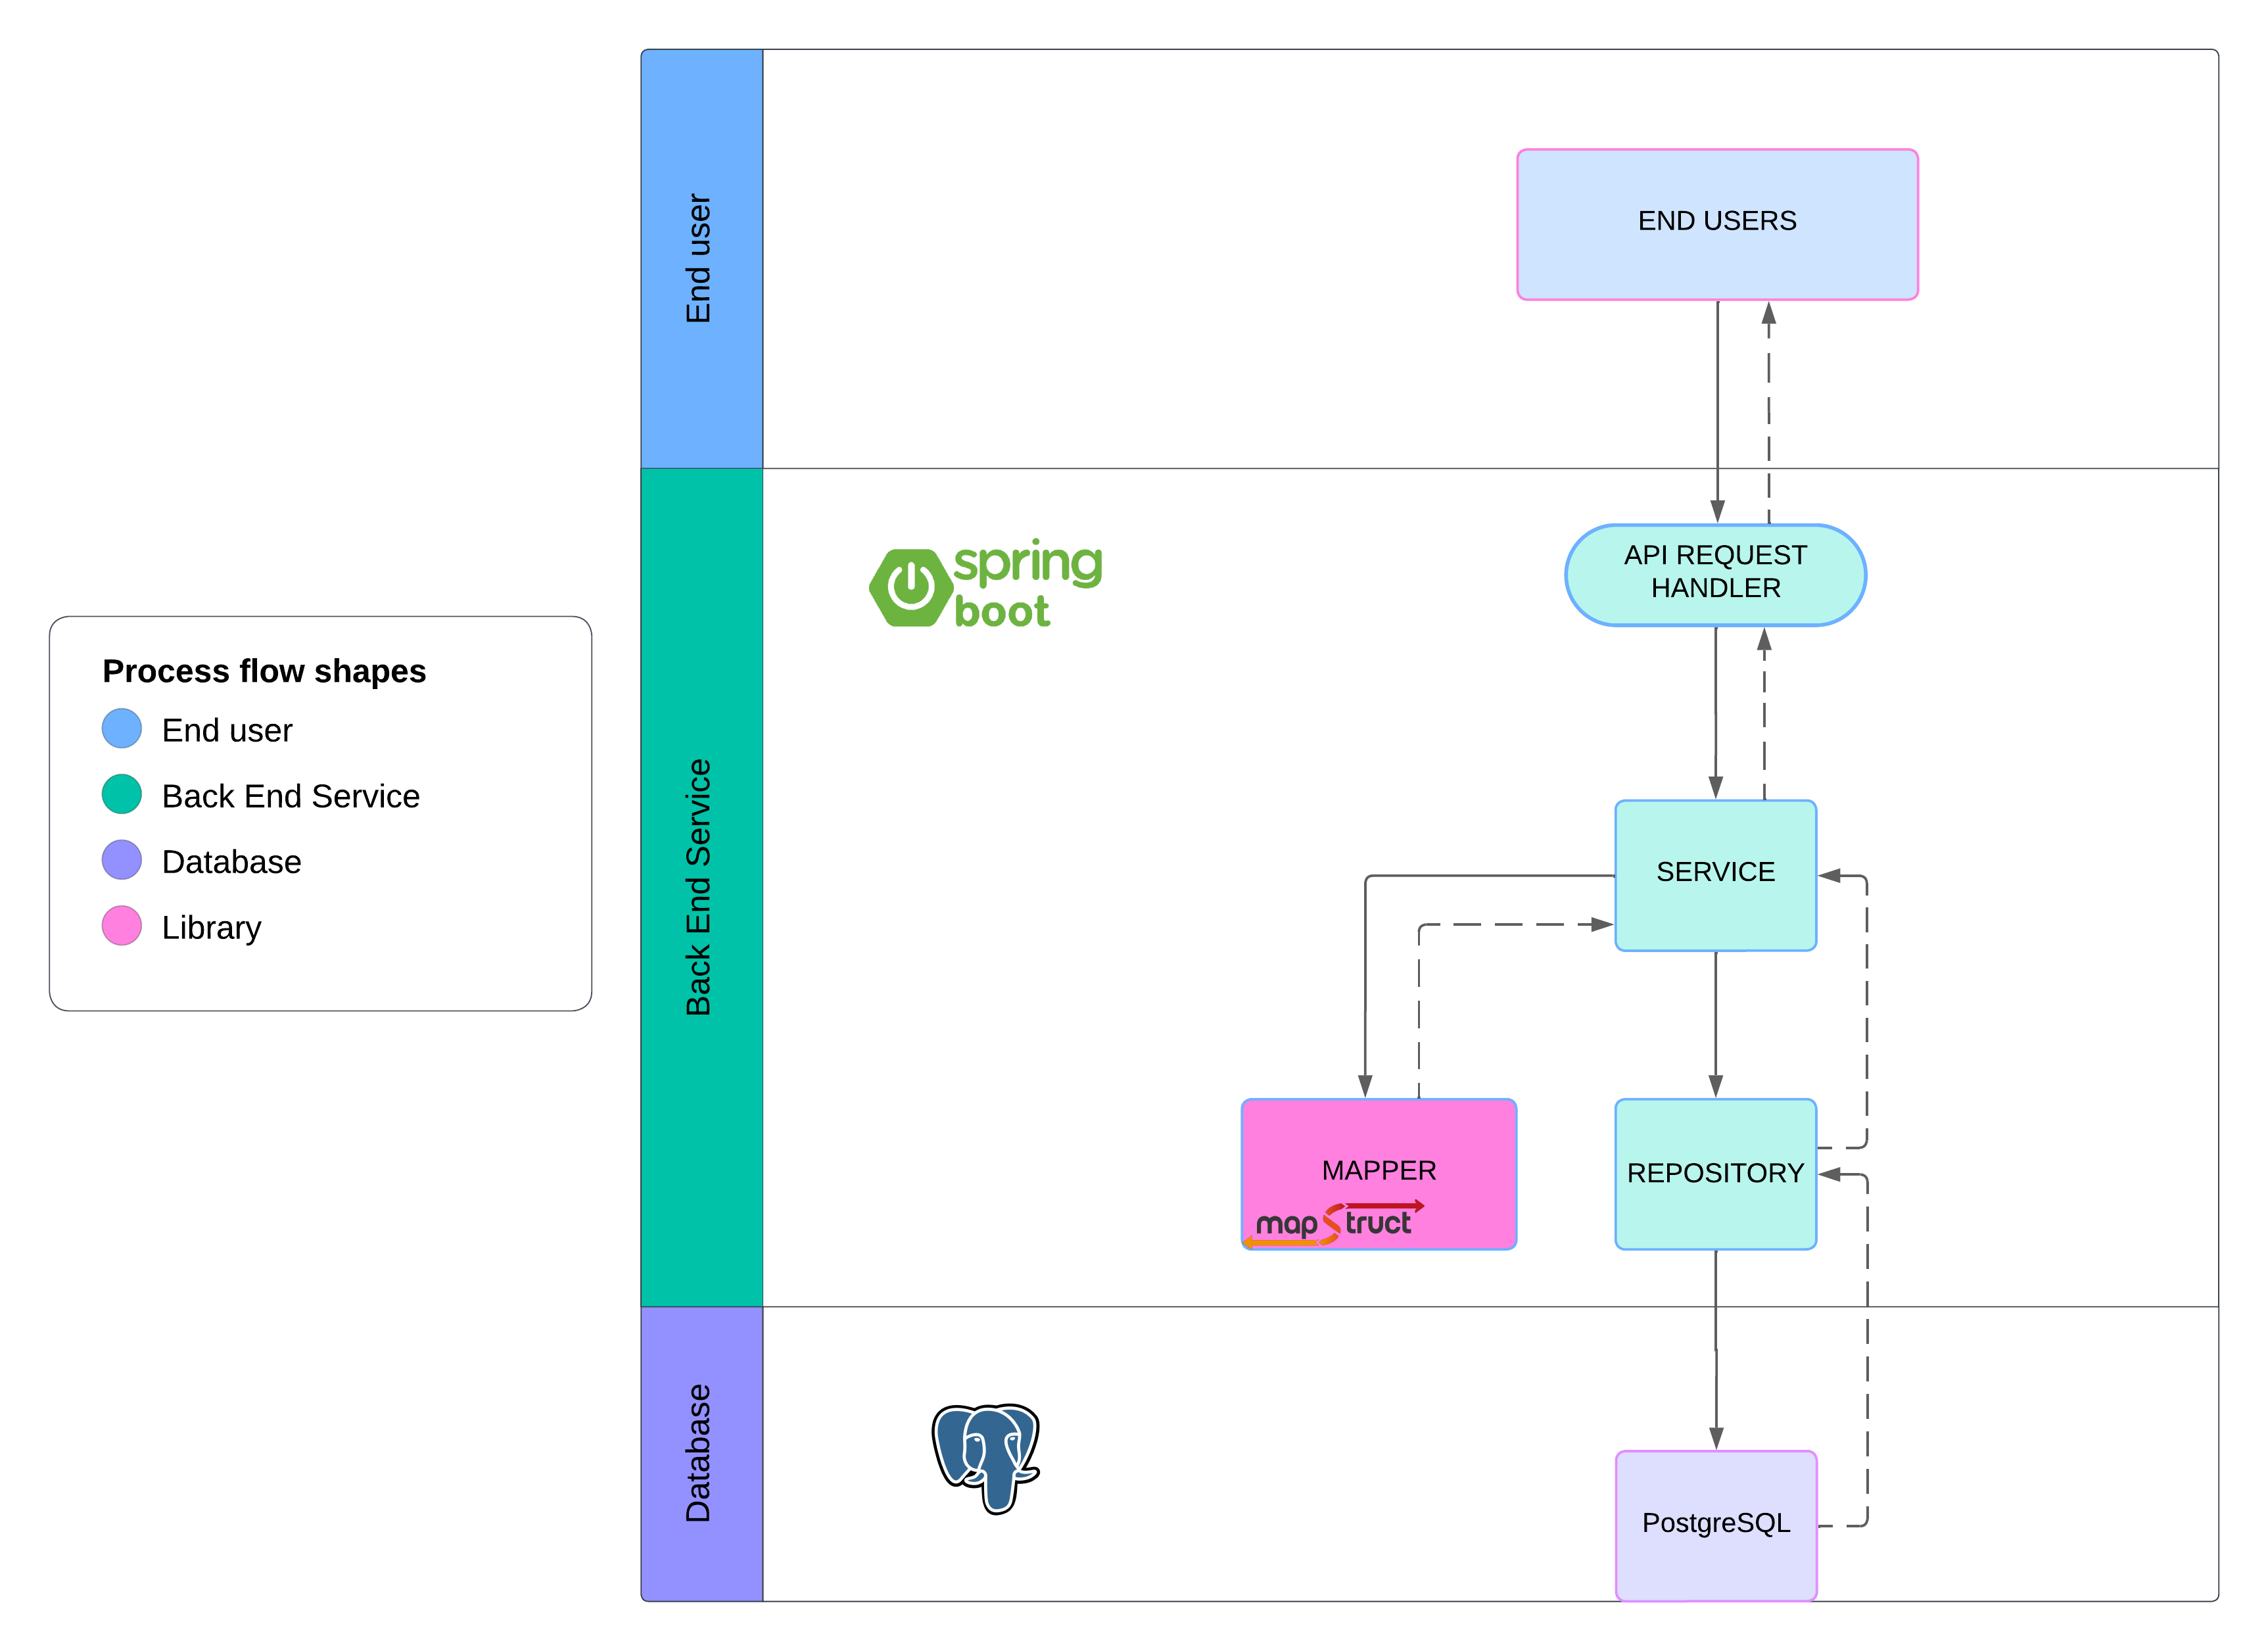 Process flow shapes
End user
Back End Service
Database
Library
End user
END USERS
Back End Service
spring
boot
API REQUEST
HANDLER
SERVICE
MAPPER
mapStruct
REPOSITORY
Database
PostgreSQL